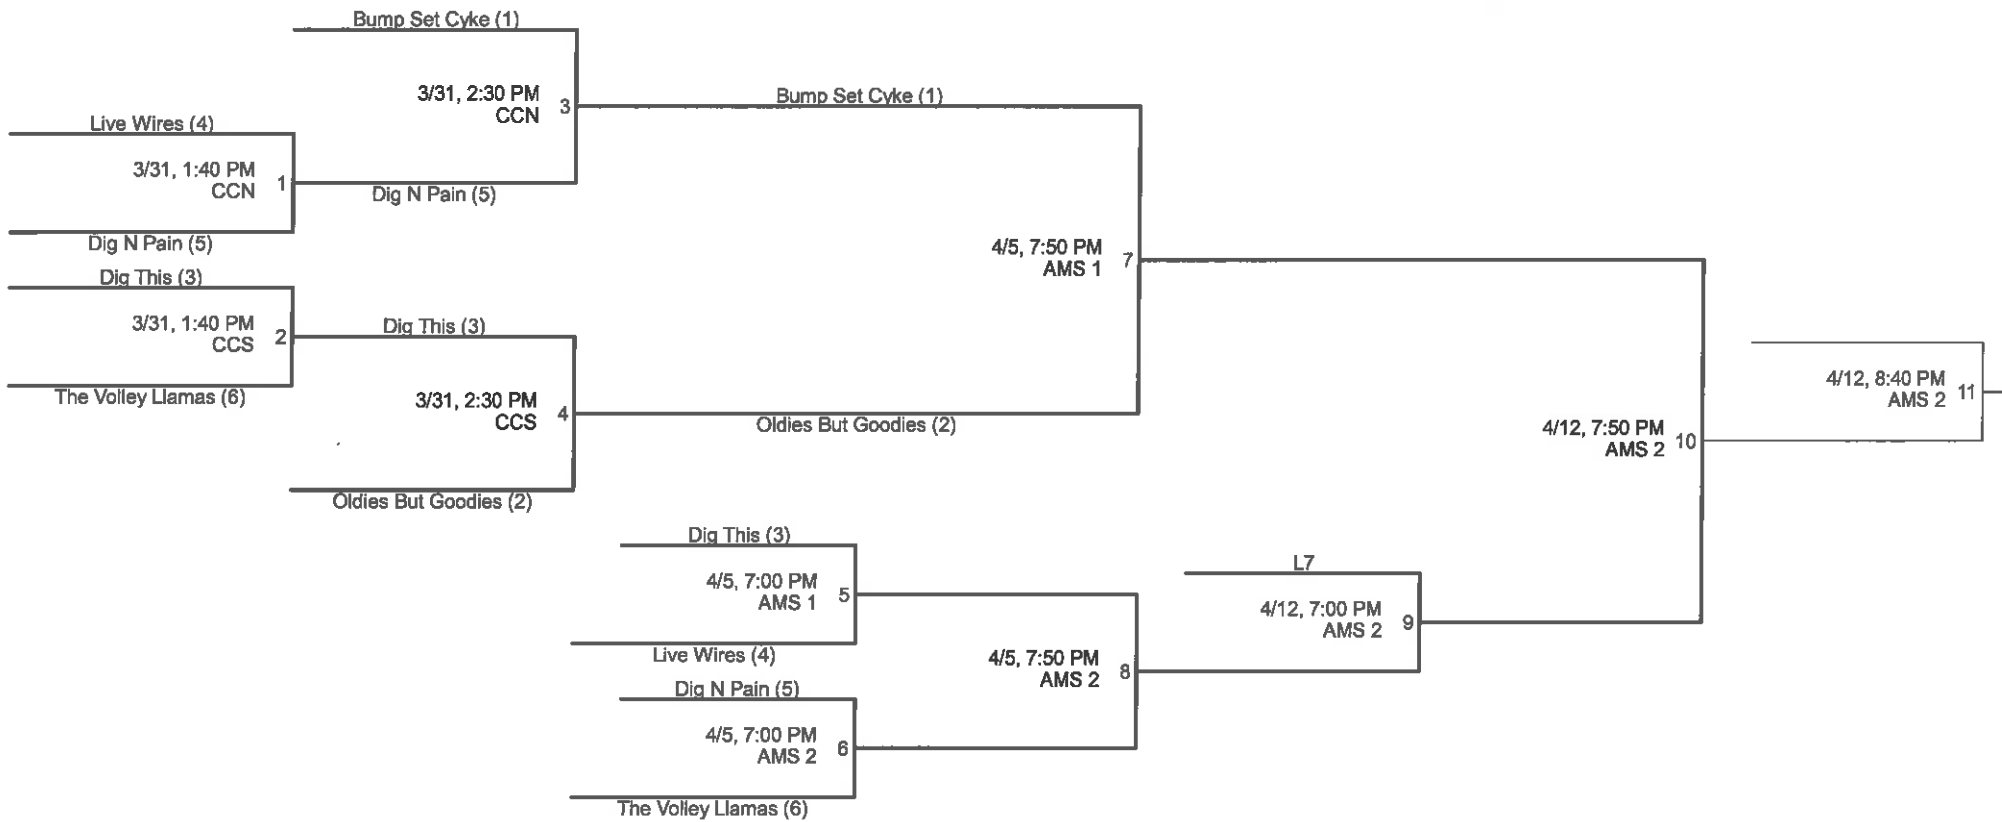 Bump Set Cyke (1)
3/31, 2:30 PM
CCN
3
Bump Set Cyke (1)
Live Wires (4)
3/31, 1:40 PM
CCN
1
Dig N Pain (5)
Dig N Pain (5)
4/5, 7:50 PM
AMS 1
7
Dig This (3)
3/31, 1:40 PM
CCS
2
Dig This (3)
The Volley Llamas (6)
3/31, 2:30 PM
CCS
4
Oldies But Goodies (2)
Oldies But Goodies (2)
4/12, 8:40 PM
AMS 2
11
4/12, 7:50 PM
AMS 2
10
Dig This (3)
4/5, 7:00 PM
AMS 1
5
Live Wires (4)
L7
4/12, 7:00 PM
AMS 2
9
4/5, 7:50 PM
AMS 2
8
Dig N Pain (5)
4/5, 7:00 PM
AMS 2
6
The Volley Llamas (6)